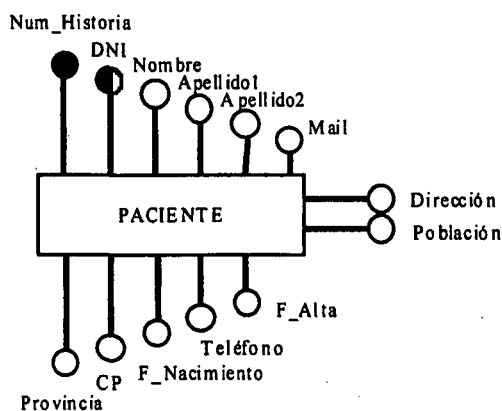 Num_Historia
DNI
Nombre
Apellido1
Apellido2
Mail
PACIENTE
Dirección
Población
F_Alta
Teléfono
F_Nacimiento
CP
Provincia